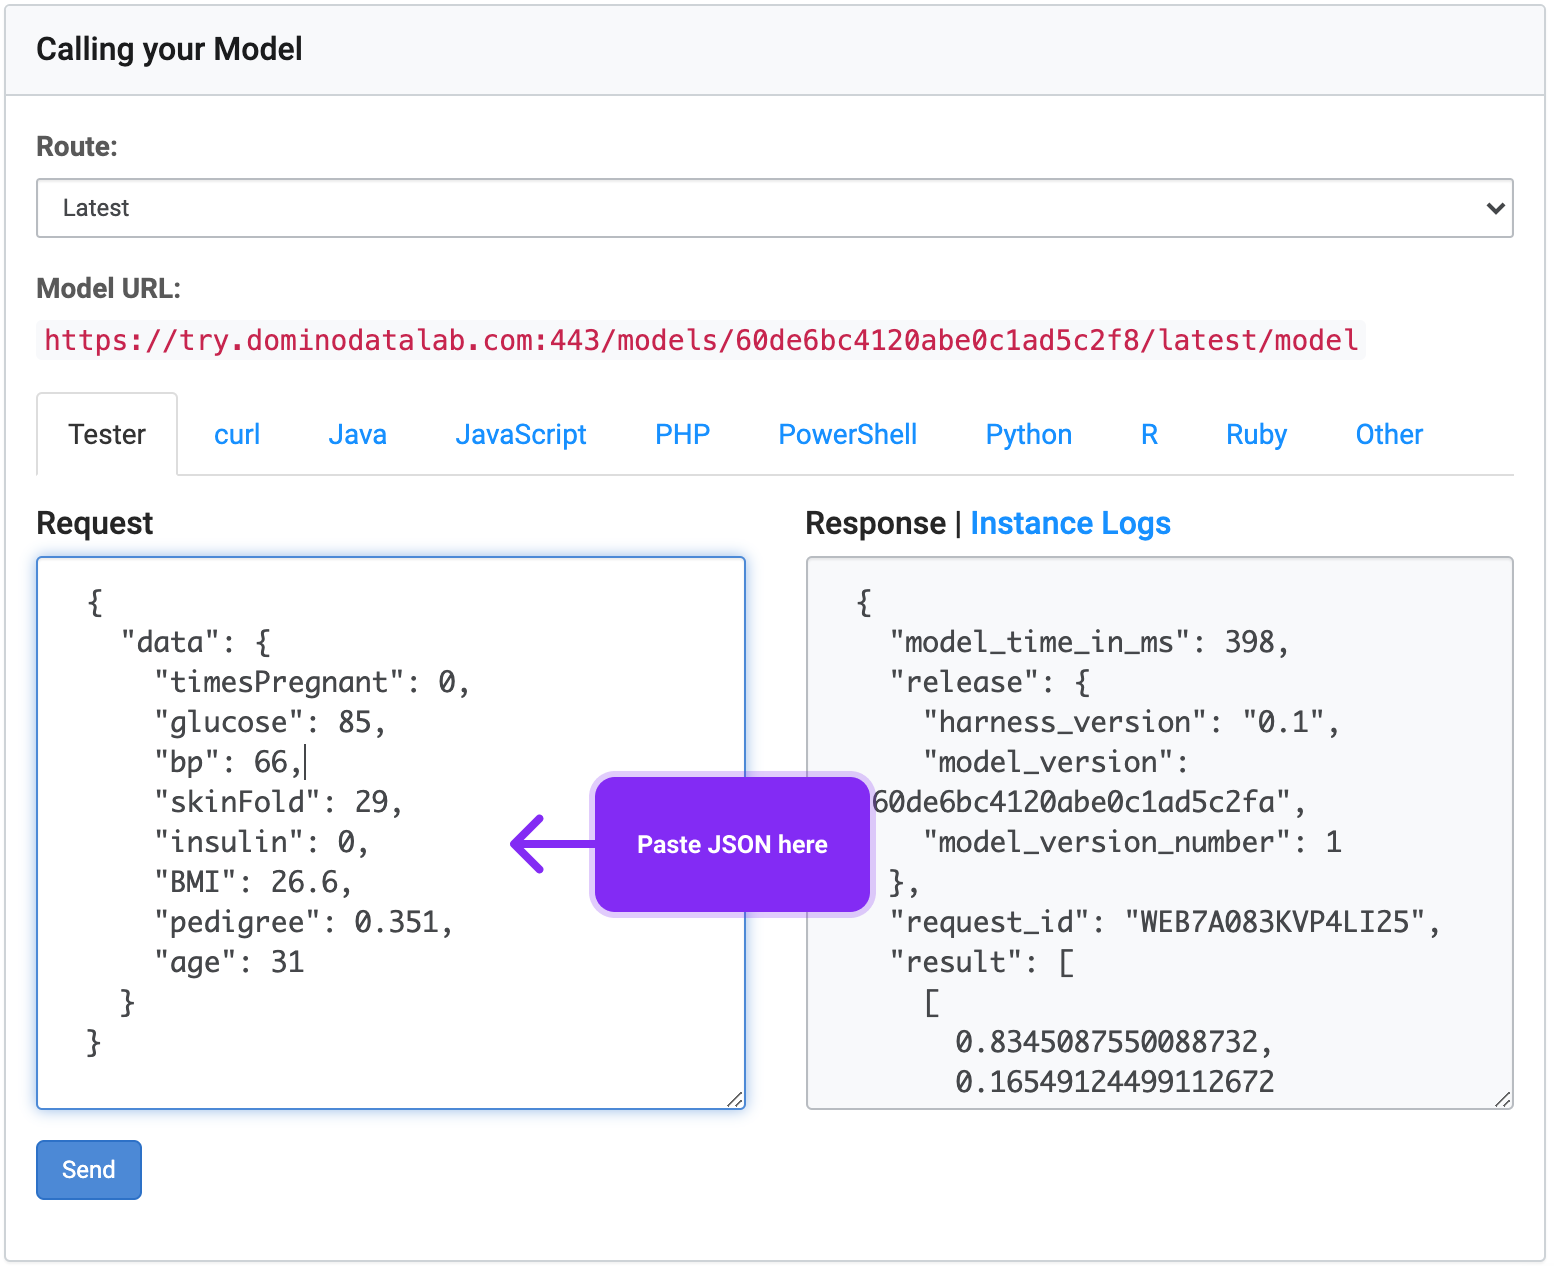 Calling your Model
Route:
Latest
Model URL:
https://try.dominodatalab.com:443/models/60de6bc4120abe0c1ad5c2f8/latest/model
Tester curl Java JavaScript PHP PowerShell Python R Ruby Other
Request
{
"data": {
"timesPregnant": 0,
"glucose": 85,
"bp": 66,
"skinFold": 29,
"insulin": 0,
"BMI": 26.6,
"pedigree": 0.351,
"age": 31
}
}
Paste JSON here
Response | Instance Logs
{
"model_time_in_ms": 398,
"release": {
"harness_version": "0.1",
"model_version":
60de6bc4120abe0c1ad5c2fa",
"model_version_number": 1
},
"request_id": "WEB7A083KVP4LI25",
"result": [
[
0.8345087550088732,
0.16549124499112672
Send